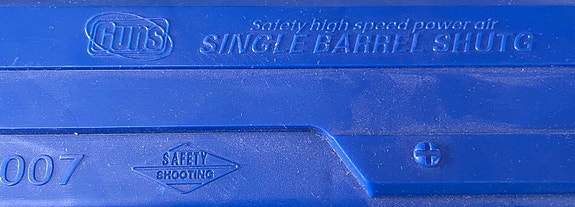 Guns
Safety high speed power air
SINGLE BARREL SHUTG
007
SAFETY
SHOOTING